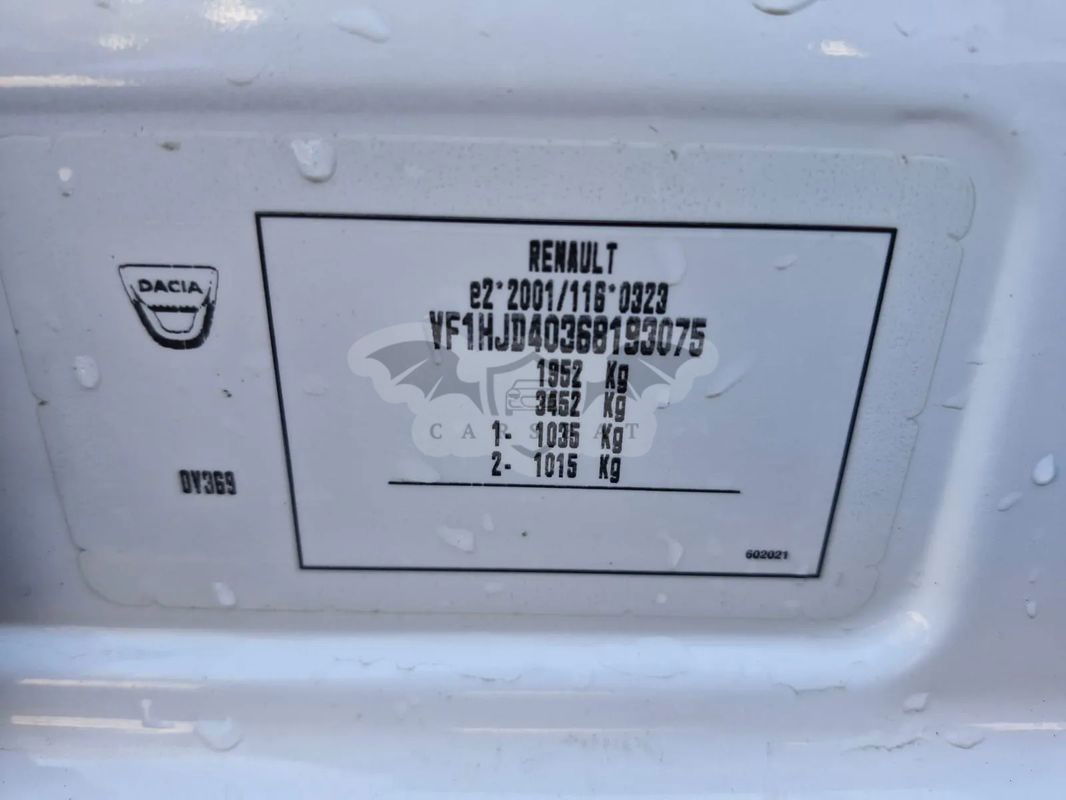 DACIA
RENAULT
e2*2001/116*0323
VF1HJD40368193075
1952 Kg
3452 Kg
CARSBAT
1- 1035 Kg
2- 1015 Kg
DV369
602021